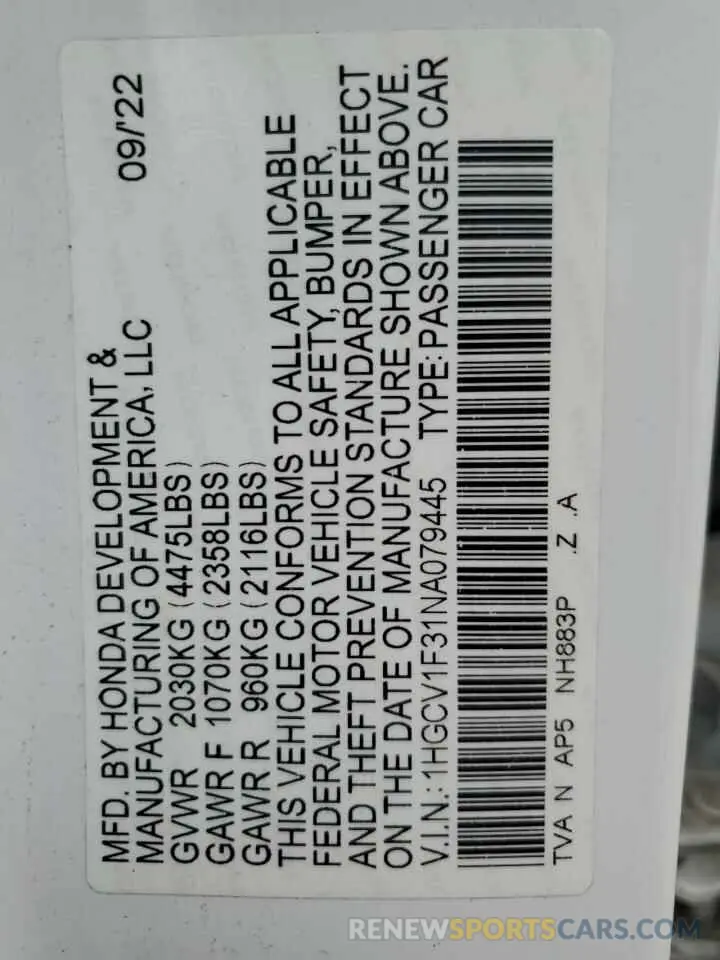 MFD. BY HONDA DEVELOPMENT & 09/'22
MANUFACTURING OF AMERICA, LLC
GVWR 2030KG (4475LBS)
GAWR F 1070KG (2358LBS)
GAWR R 960KG (2116LBS)
THIS VEHICLE CONFORMS TO ALL APPLICABLE
FEDERAL MOTOR VEHICLE SAFETY, BUMPER,
AND THEFT PREVENTION STANDARDS IN EFFECT
ON THE DATE OF MANUFACTURE SHOWN ABOVE.
V.I.N.: 1HGCV1F31NA079445 TYPE: PASSENGER CAR
TVA N AP5 NH883P .Z .A
RENEWSPORTSCARS.COM